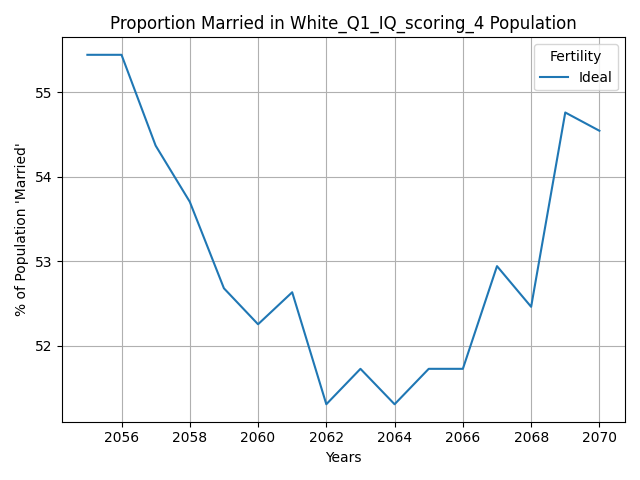 Proportion Married in White_Q1_IQ_scoring_4 Population
Fertility
Ideal
% of Population 'Married'
55
54
53
52
2056 2058 2060 2062 2064 2066 2068 2070
Years